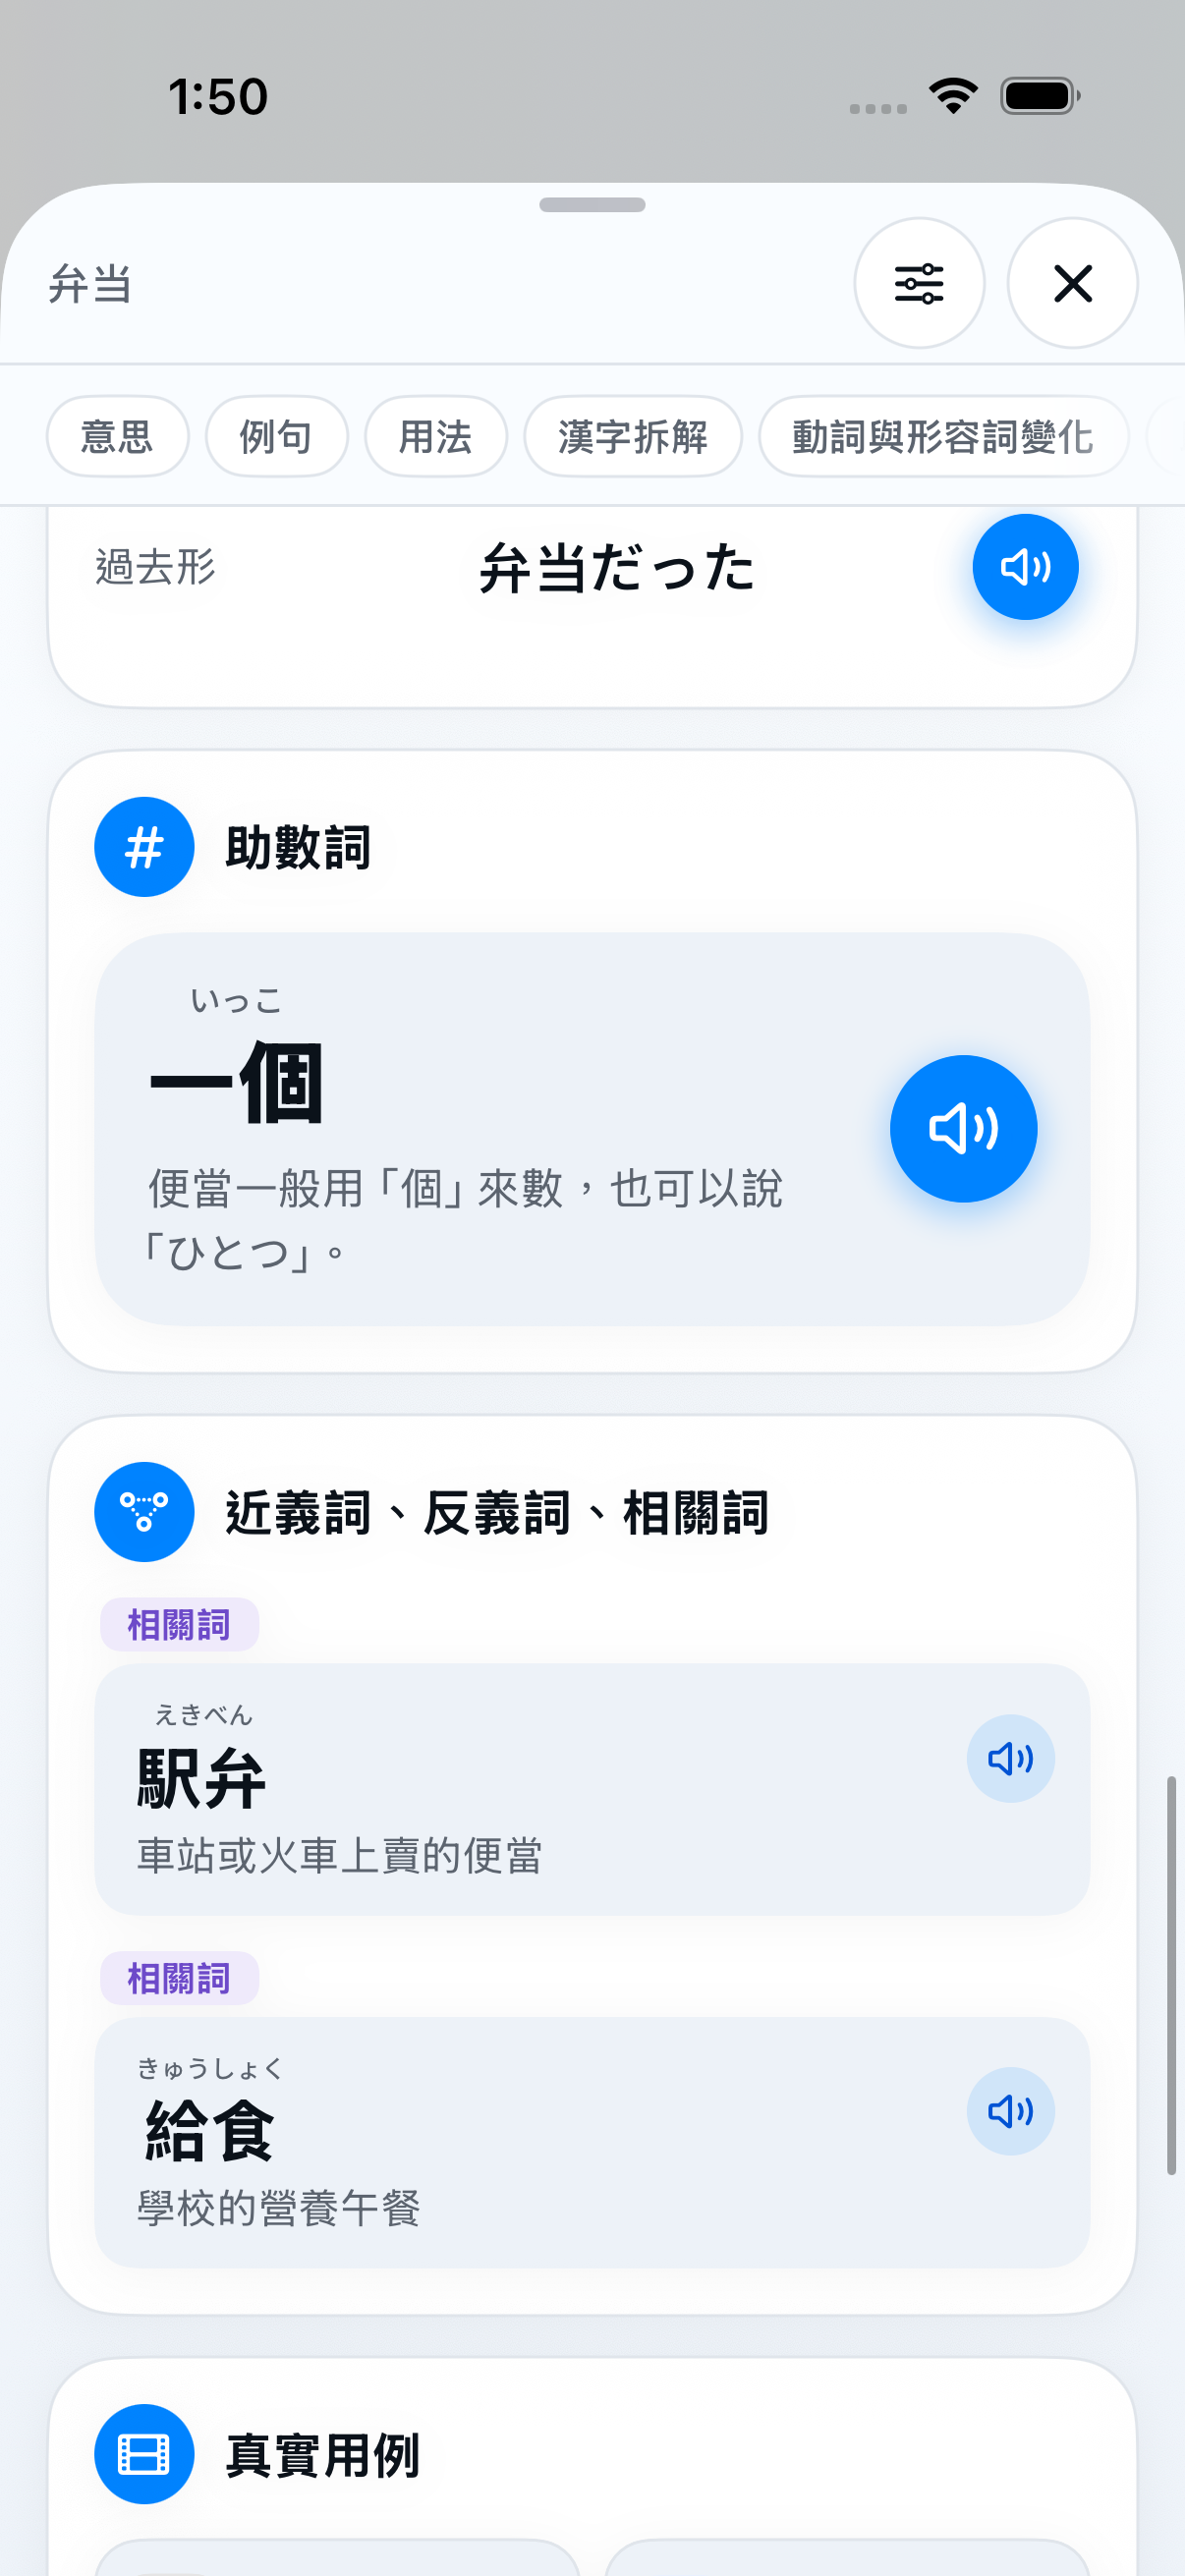 1:50
弁当
意思
例句
用法
漢字拆解
動詞與形容詞變化
過去形
弁当だった
助數詞
いっこ
一個
便當一般用「個」來數，也可以說
「ひとつ」。
近義詞、反義詞、相關詞
相關詞
えきべん
駅弁
車站或火車上賣的便當
相關詞
きゅうしょく
給食
學校的營養午餐
真實用例